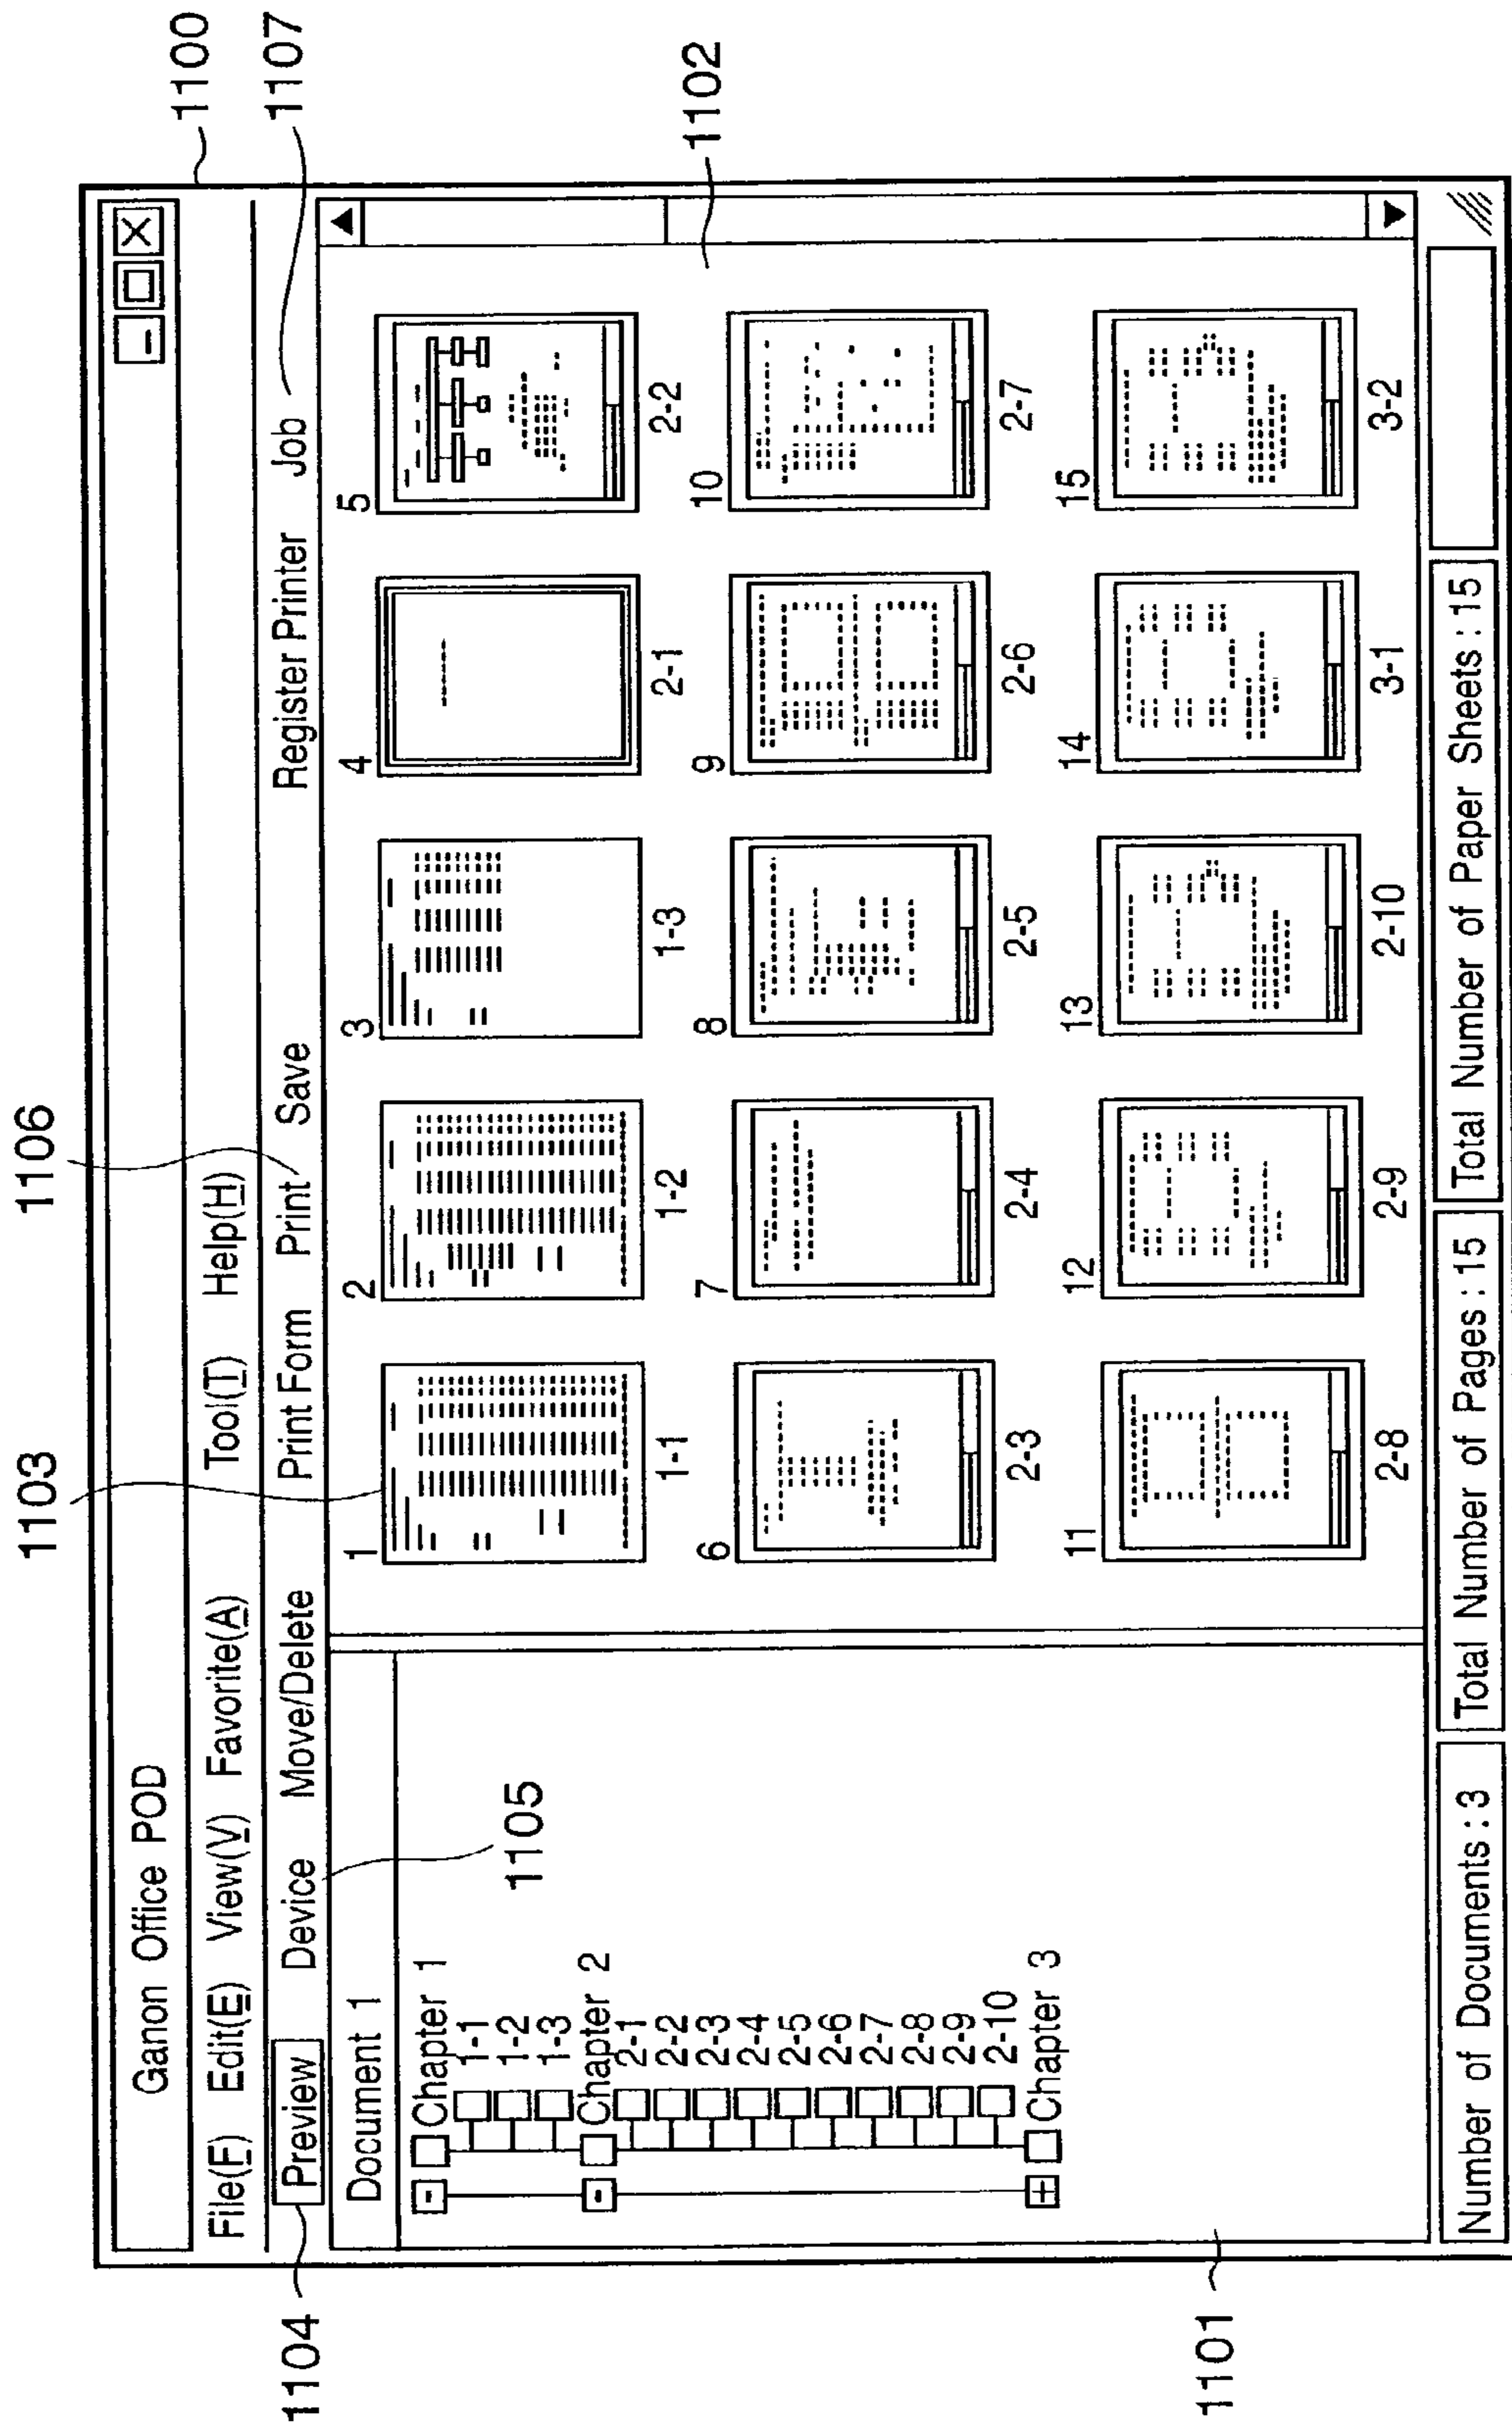 1100
1107
1106
1103
Ganon Office POD
File(F) Edit(E) View(V) Favorite(A) Tool(T) Help(H)
Preview Device Move/Delete Print Form Print Save Register Printer Job
1104
1105
1102
1101
Document 1
Chapter 1
1-1
1-2
1-3
Chapter 2
2-1
2-2
2-3
2-4
2-5
2-6
2-7
2-8
2-9
2-10
Chapter 3
1 2 3 4 5
1-1 1-2 1-3 2-1 2-2
6 7 8 9 10
2-3 2-4 2-5 2-6 2-7
11 12 13 14 15
2-8 2-9 2-10 3-1 3-2
Number of Documents : 3 Total Number of Pages : 15 Total Number of Paper Sheets : 15